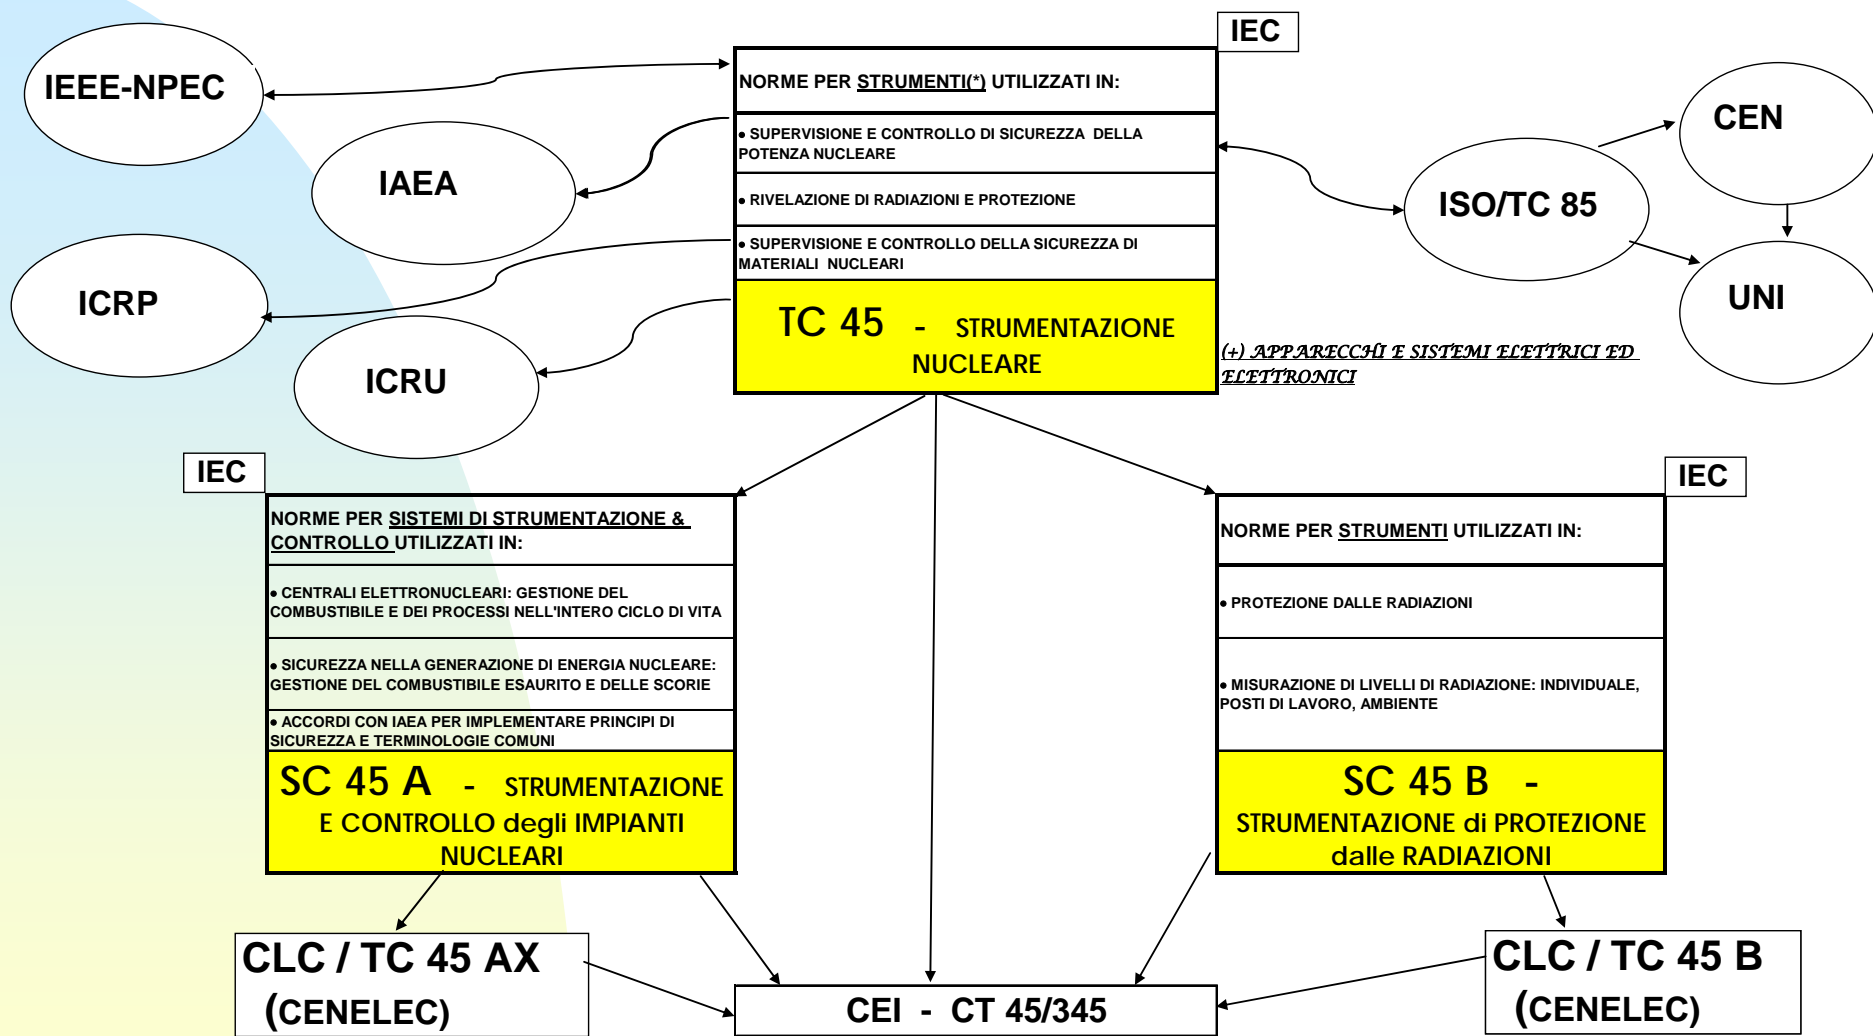 IEC
IEEE-NPEC
NORME PER STRUMENTI(*) UTILIZZATI IN:
• SUPERVISIONE E CONTROLLO DI SICUREZZA DELLA
POTENZA NUCLEARE
• RIVELAZIONE DI RADIAZIONI E PROTEZIONE
• SUPERVISIONE E CONTROLLO DELLA SICUREZZA DI
MATERIALI NUCLEARI
TC 45 - STRUMENTAZIONE
NUCLEARE
IAEA
ICRP
ICRU
CEN
ISO/TC 85
UNI
(+) APPARECCHI E SISTEMI ELETTRICI ED
ELETTRONICI
IEC
NORME PER SISTEMI DI STRUMENTAZIONE &
CONTROLLO UTILIZZATI IN:
• CENTRALI ELETTRONUCLEARI: GESTIONE DEL
COMBUSTIBILE E DEI PROCESSI NELL'INTERO CICLO DI VITA
• SICUREZZA NELLA GENERAZIONE DI ENERGIA NUCLEARE:
GESTIONE DEL COMBUSTIBILE ESAURITO E DELLE SCORIE
• ACCORDI CON IAEA PER IMPLEMENTARE PRINCIPI DI
SICUREZZA E TERMINOLOGIE COMUNI
SC 45 A - STRUMENTAZIONE
E CONTROLLO degli IMPIANTI
NUCLEARI
IEC
NORME PER STRUMENTI UTILIZZATI IN:
• PROTEZIONE DALLE RADIAZIONI
• MISURAZIONE DI LIVELLI DI RADIAZIONE: INDIVIDUALE,
POSTI DI LAVORO, AMBIENTE
SC 45 B -
STRUMENTAZIONE di PROTEZIONE
dalle RADIAZIONI
CLC / TC 45 AX
(CENELEC)
CEI - CT 45/345
CLC / TC 45 B
(CENELEC)